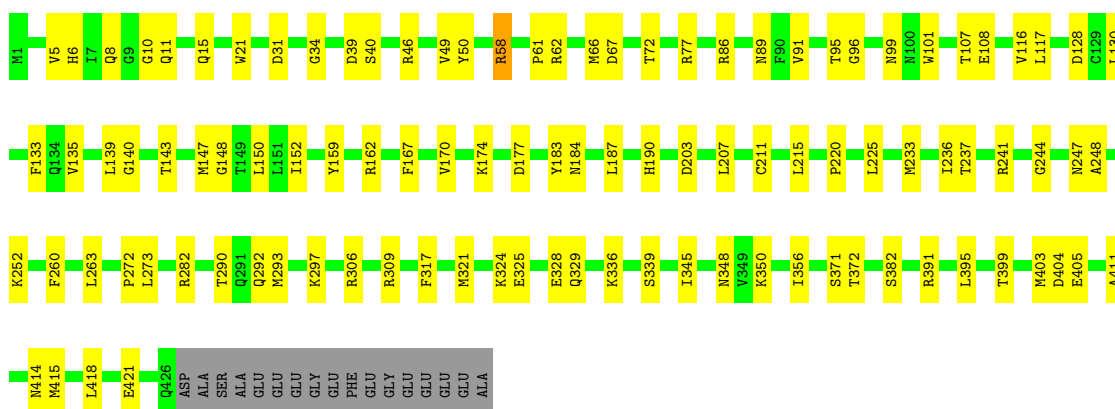 M1 V5 H6 I7 Q8 G9 G10 Q11 Q15 W21 D31 G34 D39 S40 R46 V49 Y50 R58 P61 R62 M66 D67 T72 R77 R86 N89 F90 V91 T95 G96 N99 N100 W101 T107 E108 V116 L117 D128 C129 L130
F133 Q134 V135 L139 G140 T143 M147 G148 T149 L150 L151 I152 Y159 R162 F167 V170 K174 D177 Y183 N184 L187 H190 D203 L207 C211 L215 P220 L225 M233 I236 T237 R241 G244 N247 A248
K252 F260 L263 P272 L273 R282 T290 Q291 Q292 M293 K297 R306 R309 F317 M321 K324 E325 E328 Q329 K336 S339 I345 N348 V349 K350 I356 S371 T372 S382 R391 L395 T399 M403 D404 E405 A411
N414 M415 L418 E421 Q426 ASP ALA SER ALA GLU GLU GLU GLY GLU PHE GLU GLY GLU GLU GLU GLU ALA